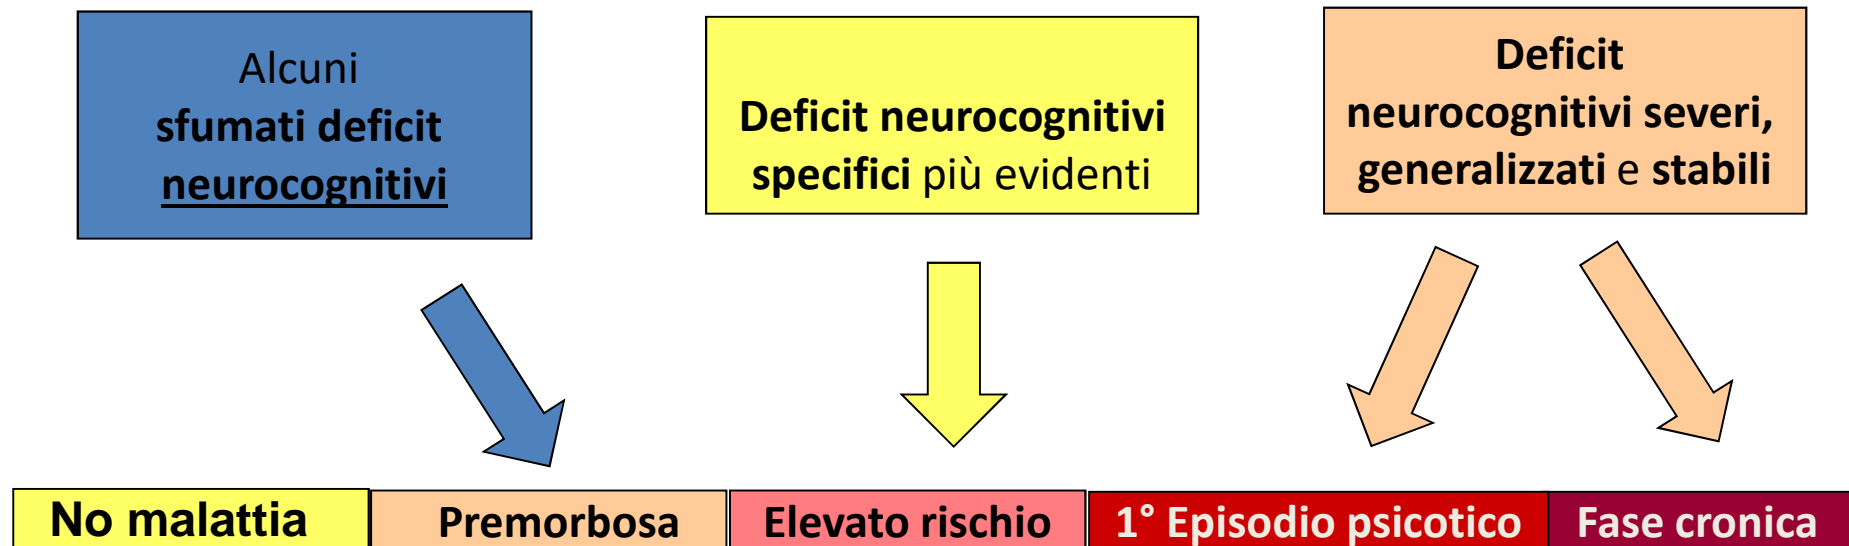 Alcuni
sfumati deficit
neurocognitivi
Deficit neurocognitivi
specifici più evidenti
Deficit
neurocognitivi severi,
generalizzati e stabili
No malattia
Premorbosa
Elevato rischio
1° Episodio psicotico
Fase cronica